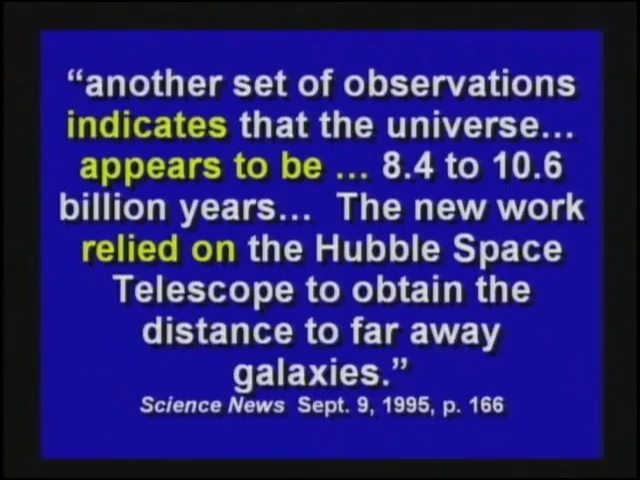 “another set of observations
indicates that the universe...
appears to be ... 8.4 to 10.6
billion years... The new work
relied on the Hubble Space
Telescope to obtain the
distance to far away
galaxies.”
Science News Sept. 9, 1995, p. 166